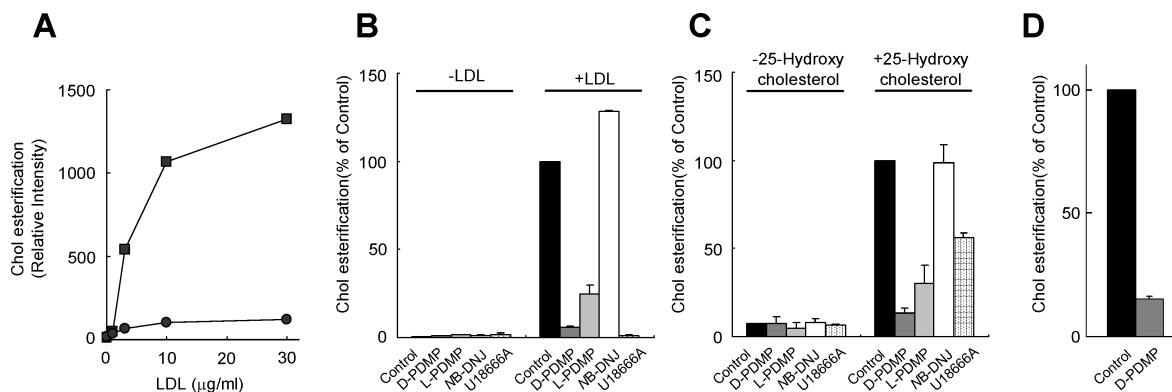 A
B
C
D
1500
1000
500
0
Chol esterification
(Relative Intensity)
0
10
20
30
LDL (µg/ml)
150
100
50
0
Chol esterification(% of Control)
-LDL
+LDL
Control
D-PDMP
L-PDMP
NB-DNJ
U18666A
Control
D-PDMP
L-PDMP
NB-DNJ
U18666A
150
100
50
0
Chol esterification(% of Control)
-25-Hydroxy
cholesterol
+25-Hydroxy
cholesterol
Control
D-PDMP
L-PDMP
NB-DNJ
U18666A
Control
D-PDMP
L-PDMP
NB-DNJ
U18666A
100
50
0
Chol esterification(% of Control)
Control
D-PDMP